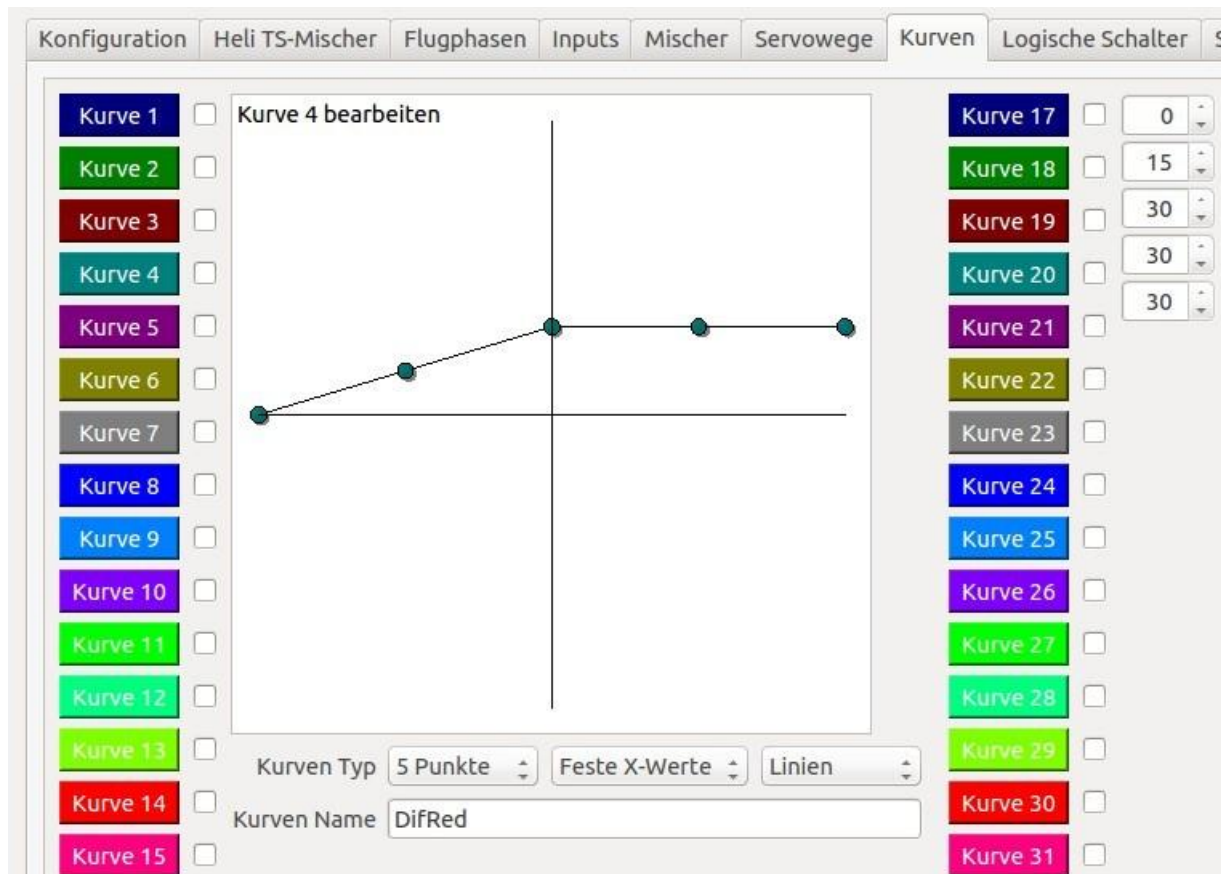 Konfiguration Heli TS-Mischer Flugphasen Inputs Mischer Servowege Kurven Logische Schalter S
Kurve 4 bearbeiten
Kurve 1
Kurve 2
Kurve 3
Kurve 4
Kurve 5
Kurve 6
Kurve 7
Kurve 8
Kurve 9
Kurve 10
Kurve 11
Kurve 12
Kurve 13
Kurve 14
Kurve 15
Kurven Typ 5 Punkte Feste X-Werte Linien
Kurven Name DifRed
Kurve 17
Kurve 18
Kurve 19
Kurve 20
Kurve 21
Kurve 22
Kurve 23
Kurve 24
Kurve 25
Kurve 26
Kurve 27
Kurve 28
Kurve 29
Kurve 30
Kurve 31
0
15
30
30
30